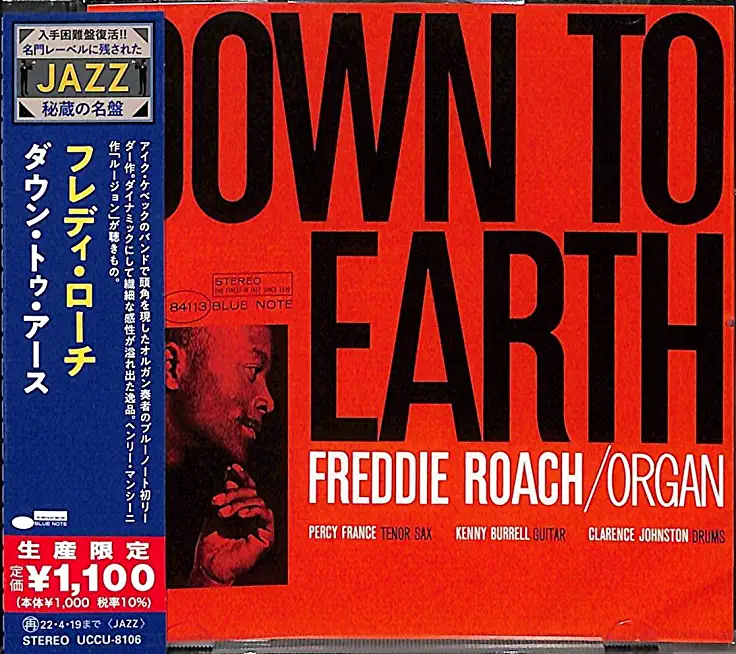 入手困難盤復活!!
名門レーベルに残された
JAZZ
秘蔵の名盤
フレディ・ローチ
ダウン・トゥ・アース
アイク・ケベックのバンドで頭角を現したオルガン奏者のブルーノート初リー
ダー作。ダイナミックにして繊細な感性が溢れ出た逸品。ヘンリー・マンシーニ
作「ルージョン」が聴きもの。
BLUE NOTE
生産限定
定価 ¥1,100
(本体¥1,000 税率10%)
再 22・4・19まで〈JAZZ〉
STEREO UCCU-8106
DOWN TO
EARTH
STEREO
THE FINEST IN JAZZ SINCE 1939
84113 BLUE NOTE
FREDDIE ROACH/ORGAN
PERCY FRANCE TENOR SAX KENNY BURRELL GUITAR CLARENCE JOHNSTON DRUMS